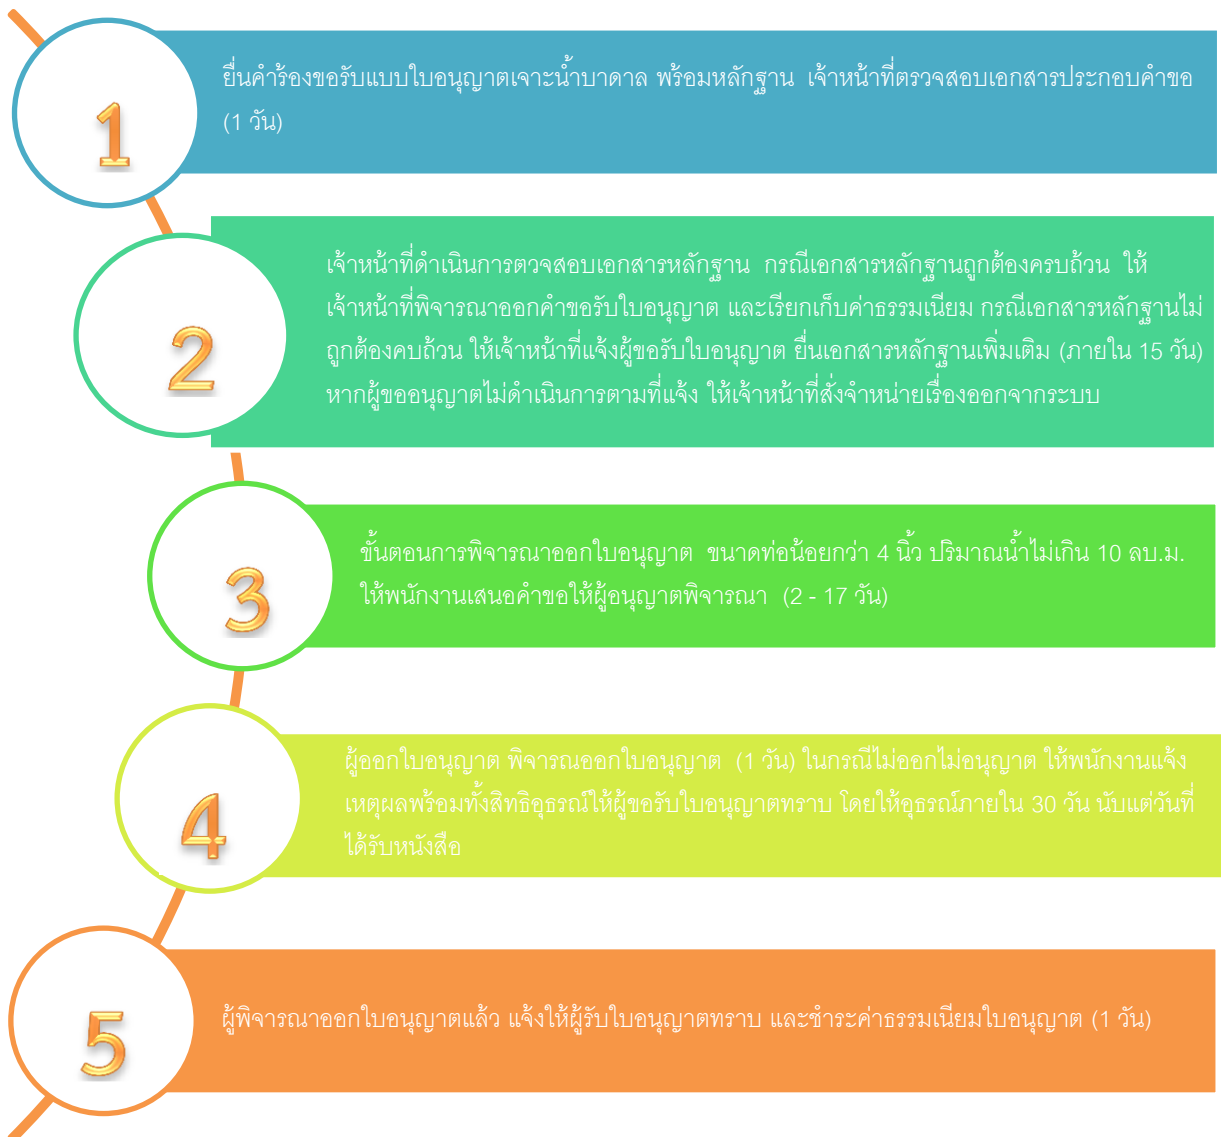 1
ยื่นคำร้องขอรับแบบใบอนุญาตเจาะน้ำบาดาล พร้อมหลักฐาน เจ้าหน้าที่ตรวจสอบเอกสารประกอบคำขอ
(1 วัน)
2
เจ้าหน้าที่ดำเนินการตวจสอบเอกสารหลักฐาน กรณีเอกสารหลักฐานถูกต้องครบถ้วน ให้
เจ้าหน้าที่พิจารณาออกคำขอรับใบอนุญาต และเรียกเก็บค่าธรรมเนียม กรณีเอกสารหลักฐานไม่
ถูกต้องคบถ้วน ให้เจ้าหน้าที่แจ้งผู้ขอรับใบอนุญาต ยื่นเอกสารหลักฐานเพิ่มเติม (ภายใน 15 วัน)
หากผู้ขออนุญาตไม่ดำเนินการตามที่แจ้ง ให้เจ้าหน้าที่สั่งจำหน่ายเรื่องออกจากระบบ
3
ขั้นตอนการพิจารณาออกใบอนุญาต ขนาดท่อน้อยกว่า 4 นิ้ว ปริมาณน้ำไม่เกิน 10 ลบ.ม.
ให้พนักงานเสนอคำขอให้ผู้อนุญาตพิจารณา (2 - 17 วัน)
4
ผู้ออกใบอนุญาต พิจารณออกใบอนุญาต (1 วัน) ในกรณีไม่ออกไม่อนุญาต ให้พนักงานแจ้ง
เหตุผลพร้อมทั้งสิทธิอุธรณ์ให้ผู้ขอรับใบอนุญาตทราบ โดยให้อุธรณ์ภายใน 30 วัน นับแต่วันที่
ได้รับหนังสือ
5
ผู้พิจารณาออกใบอนุญาตแล้ว แจ้งให้ผู้รับใบอนุญาตทราบ และชำระค่าธรรมเนียมใบอนุญาต (1 วัน)